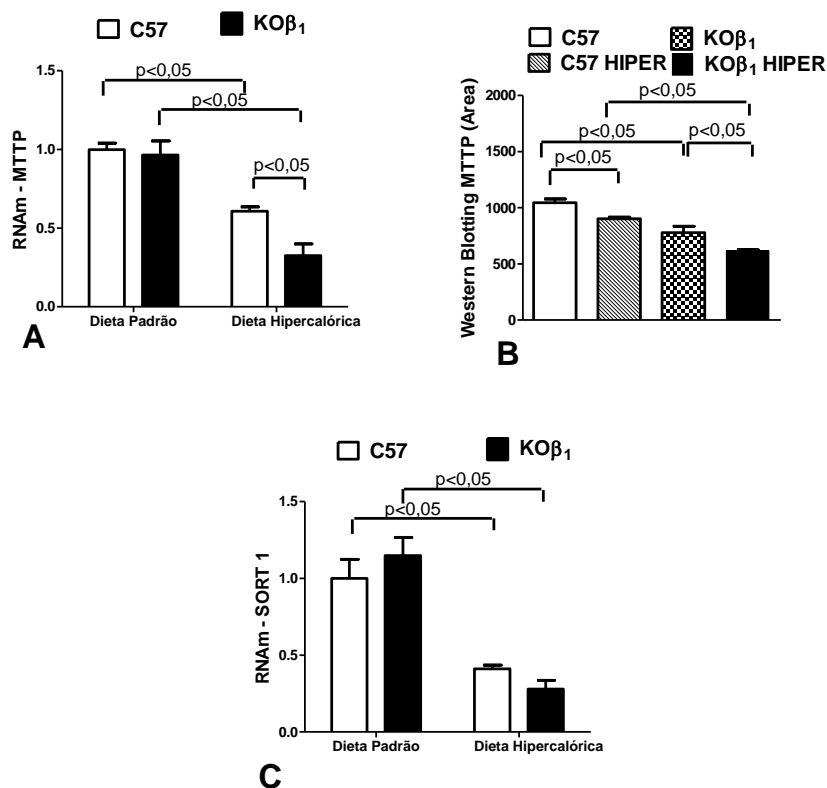 C57 KOβ₁
p<0,05
p<0,05
p<0,05
RNAm - MTTP
1.5
1.0
0.5
0.0
Dieta Padrão Dieta Hipercalórica
A
C57 KOβ₁
C57 HIPER KOβ₁ HIPER
p<0,05
p<0,05 p<0,05
p<0,05
Western Blotting MTTP (Area)
2000
1500
1000
500
0
B
C57 KOβ₁
p<0,05
p<0,05
RNAm - SORT 1
1.5
1.0
0.5
0.0
Dieta Padrão Dieta Hipercalórica
C